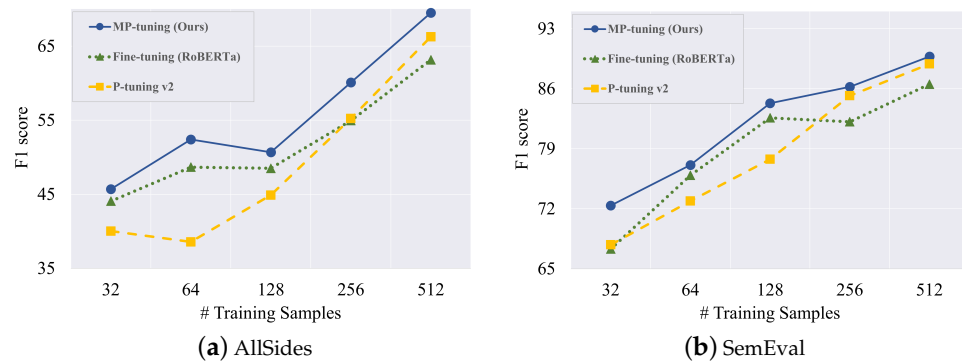 MP-tuning (Ours)
Fine-tuning (RoBERTa)
P-tuning v2
F1 score
65
55
45
35
32 64 128 256 512
# Training Samples
(a) AllSides
MP-tuning (Ours)
Fine-tuning (RoBERTa)
P-tuning v2
F1 score
93
86
79
72
65
32 64 128 256 512
# Training Samples
(b) SemEval